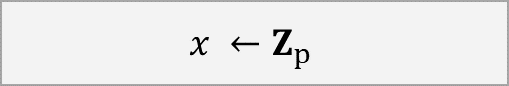 x ← Zₚ